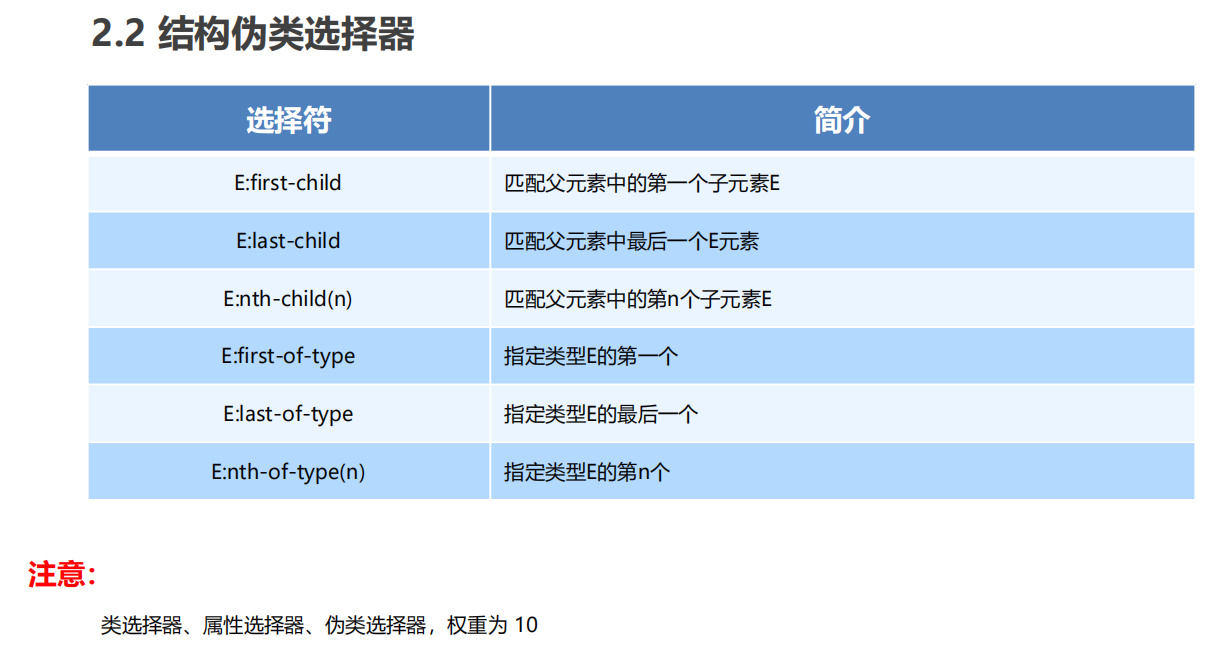 2.2 结构伪类选择器
选择符 简介
E:first-child 匹配父元素中的第一个子元素E
E:last-child 匹配父元素中最后一个E元素
E:nth-child(n) 匹配父元素中的第n个子元素E
E:first-of-type 指定类型E的第一个
E:last-of-type 指定类型E的最后一个
E:nth-of-type(n) 指定类型E的第n个
注意：
类选择器、属性选择器、伪类选择器，权重为 10